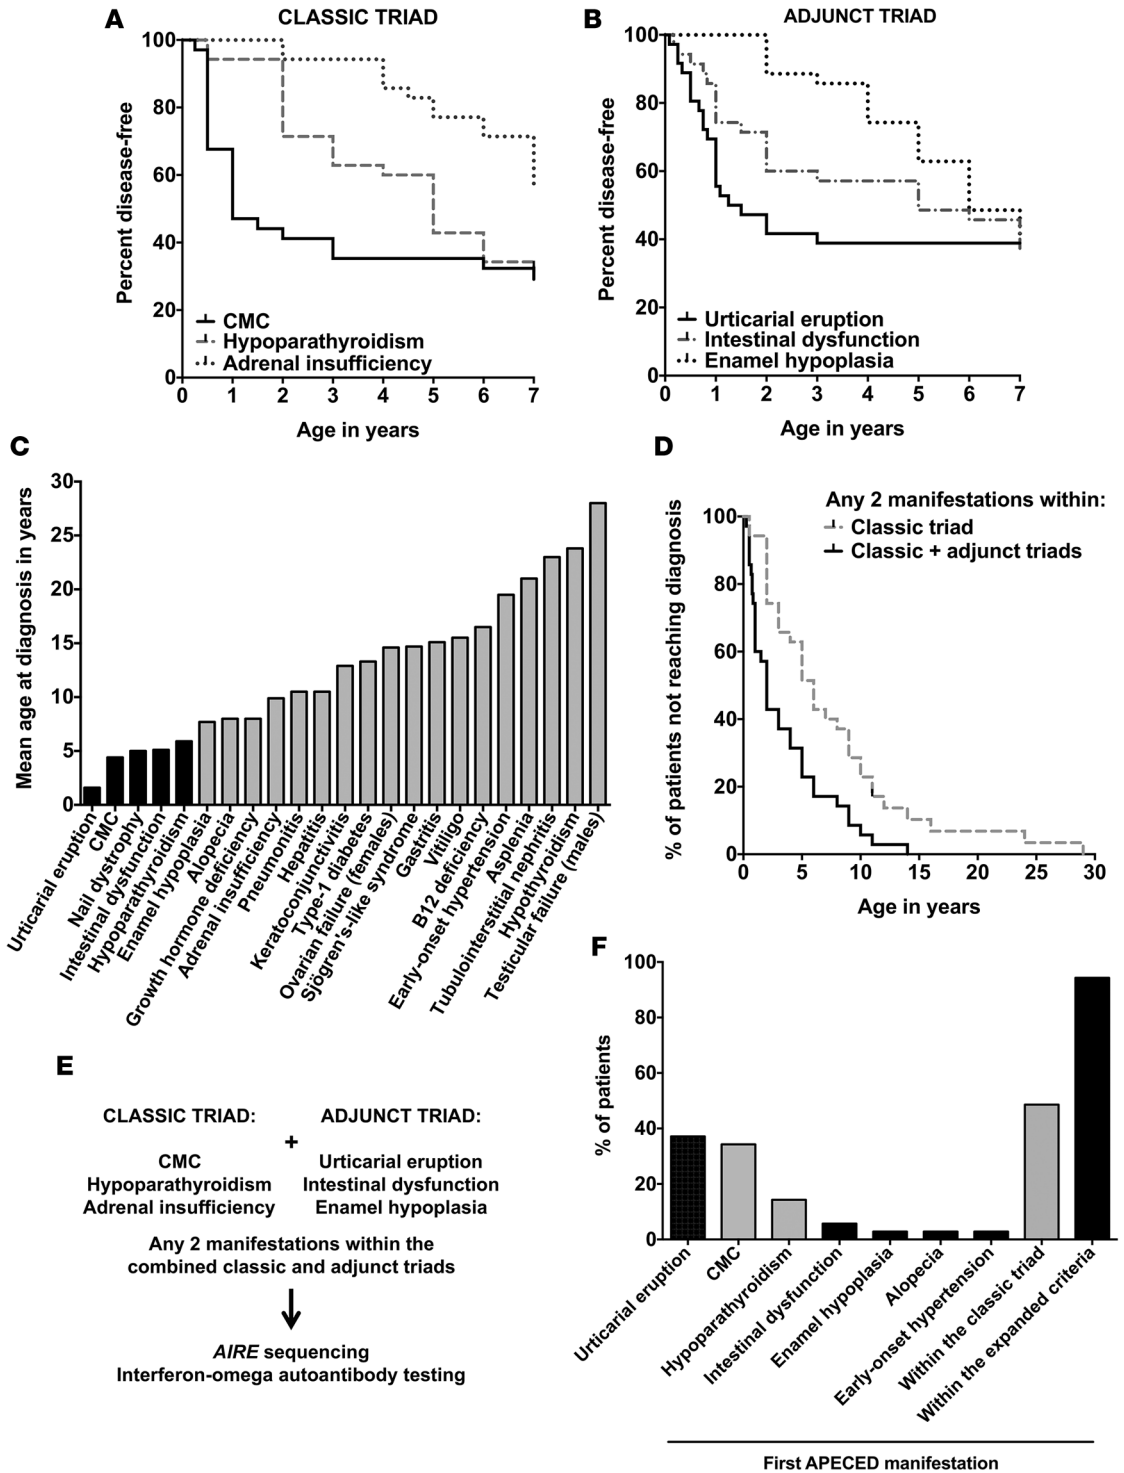 A
CLASSIC TRIAD
Percent disease-free
100
80
60
40
20
0
CMC
Hypoparathyroidism
Adrenal insufficiency
0 1 2 3 4 5 6 7
Age in years
B
ADJUNCT TRIAD
Percent disease-free
100
80
60
40
20
0
Urticarial eruption
Intestinal dysfunction
Enamel hypoplasia
0 1 2 3 4 5 6 7
Age in years
C
Mean age at diagnosis in years
30
25
20
15
10
5
0
Urticarial eruption
CMC
Nail dystrophy
Intestinal dysfunction
Hypoparathyroidism
Enamel hypoplasia
Alopecia
Growth hormone deficiency
Adrenal insufficiency
Pneumonitis
Hepatitis
Keratoconjunctivitis
Type-1 diabetes
Ovarian failure (females)
Sjögren's-like syndrome
Gastritis
Vitiligo
B12 deficiency
Early-onset hypertension
Asplenia
Tubulointerstitial nephritis
Hypothyroidism
Testicular failure (males)
D
Any 2 manifestations within:
Classic triad
Classic + adjunct triads
% of patients not reaching diagnosis
100
80
60
40
20
0
0 5 10 15 20 25 30
Age in years
E
CLASSIC TRIAD:
CMC
Hypoparathyroidism
Adrenal insufficiency
+
ADJUNCT TRIAD:
Urticarial eruption
Intestinal dysfunction
Enamel hypoplasia
Any 2 manifestations within the
combined classic and adjunct triads
AIRE sequencing
Interferon-omega autoantibody testing
F
% of patients
100
80
60
40
20
0
Urticarial eruption
CMC
Hypoparathyroidism
Intestinal dysfunction
Enamel hypoplasia
Alopecia
Early-onset hypertension
Within the classic triad
Within the expanded criteria
First APECED manifestation